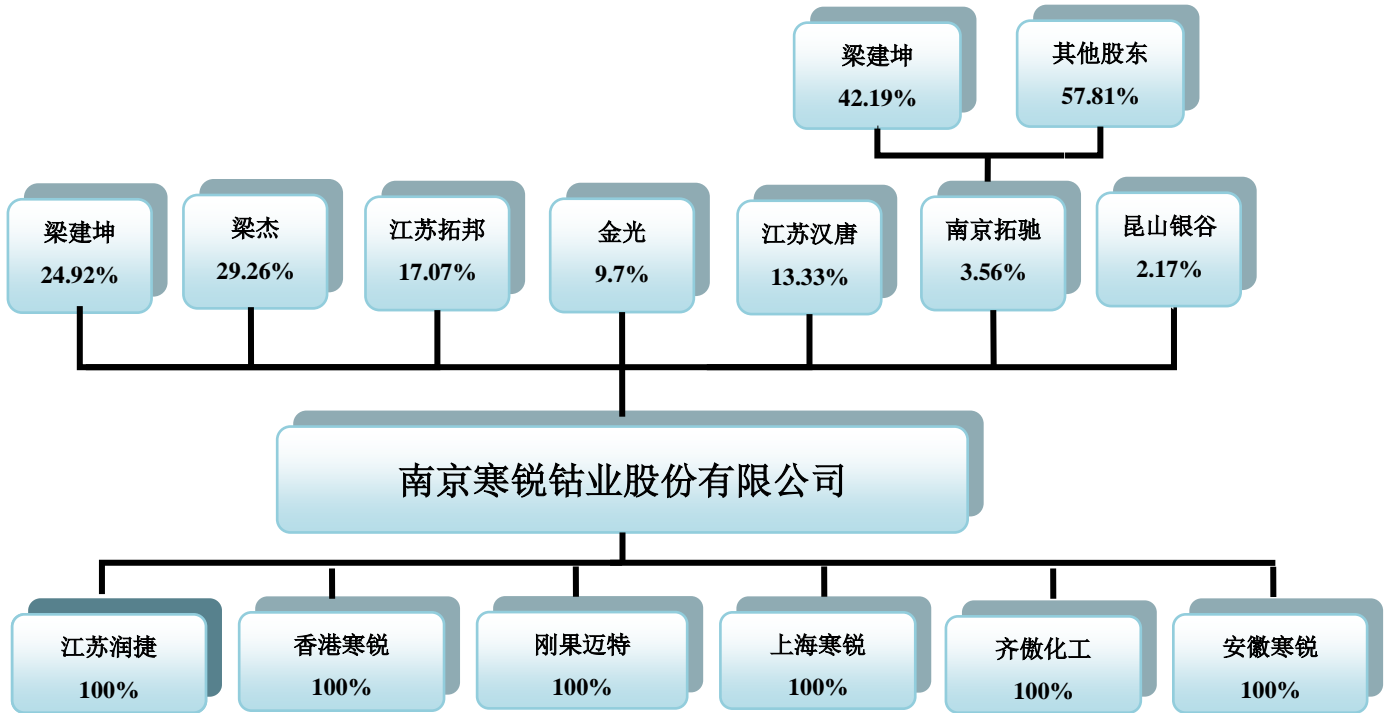 梁建坤
42.19%
其他股东
57.81%
梁建坤
24.92%
梁杰
29.26%
江苏拓邦
17.07%
金光
9.7%
江苏汉唐
13.33%
南京拓驰
3.56%
昆山银谷
2.17%
南京寒锐钴业股份有限公司
江苏润捷
100%
香港寒锐
100%
刚果迈特
100%
上海寒锐
100%
齐傲化工
100%
安徽寒锐
100%